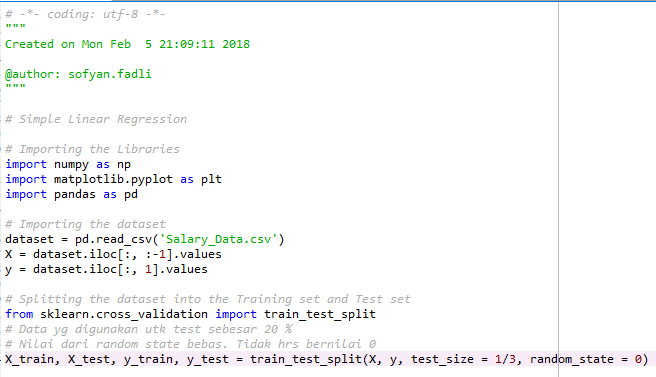 # -*- coding: utf-8 -*-
"""
Created on Mon Feb  5 21:09:11 2018
@author: sofyan.fadli
"""
# Simple Linear Regression
# Importing the Libraries
import numpy as np
import matplotlib.pyplot as plt
import pandas as pd
# Importing the dataset
dataset = pd.read_csv('Salary_Data.csv')
X = dataset.iloc[:, :-1].values
y = dataset.iloc[:, 1].values
# Splitting the dataset into the Training set and Test set
from sklearn.cross_validation import train_test_split
# Data yg digunakan utk test sebesar 20 %
# Nilai dari random state bebas. Tidak hrs bernilai 0
X_train, X_test, y_train, y_test = train_test_split(X, y, test_size = 1/3, random_state = 0)